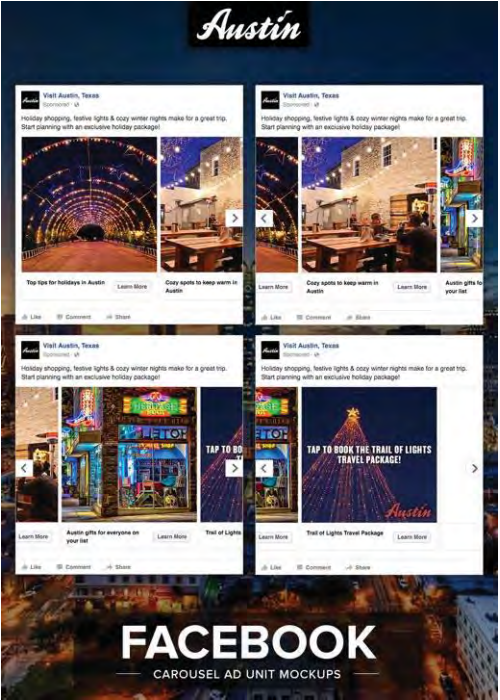 Austin
Austin
Visit Austin, Texas
Sponsored ·
Holiday shopping, festive lights & cozy winter nights make for a great trip.
Start planning with an exclusive holiday package!
Top tips for holidays in Austin
Learn More
Cozy spots to keep warm in
Austin
Like Comment Share
Austin
Visit Austin, Texas
Sponsored ·
Holiday shopping, festive lights & cozy winter nights make for a great trip.
Start planning with an exclusive holiday package!
Learn More
Cozy spots to keep warm in
Austin
Learn More
Austin gifts fo
your list
Like Comment Share
Austin
Visit Austin, Texas
Sponsored ·
Holiday shopping, festive lights & cozy winter nights make for a great trip.
Start planning with an exclusive holiday package!
TAP TO BO
Learn More
Austin gifts for everyone on
your list
Learn More
Trail of Lights
Like Comment Share
Austin
Visit Austin, Texas
Sponsored ·
Holiday shopping, festive lights & cozy winter nights make for a great trip.
Start planning with an exclusive holiday package!
TAP TO BOOK THE TRAIL OF LIGHTS
TRAVEL PACKAGE!
Austin
Learn More
Trail of Lights Travel Package
Learn More
Like Comment Share
FACEBOOK
CAROUSEL AD UNIT MOCKUPS